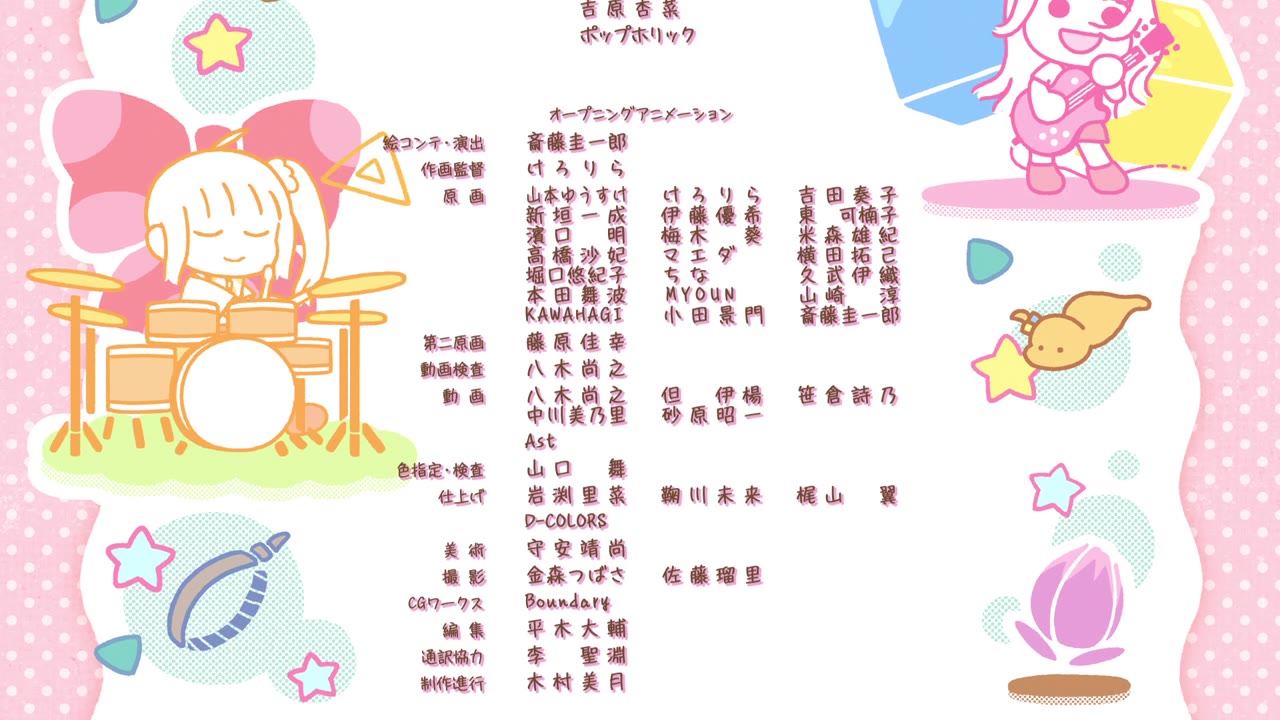 吉原杏菜
ポップホリック
オープニングアニメーション
絵コンテ・演出 斎藤圭一郎
作画監督 けろりら
原画 山本ゆうすけ けろりら 吉田奏子
新垣一成 伊藤優希 東 可楠子
濱口 明 梅木 葵 米森雄紀
高橋沙妃 マエダ 横田拓己
堀口悠紀子 ちな 久武伊織
本田舞波 MYOUN 山崎 淳
KAWAHAGI 小田景門 斎藤圭一郎
第二原画 藤原佳幸
動画検査 八木尚之
動画 八木尚之 但 伊楊 笹倉詩乃
中川美乃里 砂原昭一
Ast
色指定・検査 山口 舞
仕上げ 岩渕里菜 鞠川未来 梶山 翼
D-COLORS
美術 守安靖尚
撮影 金森つばさ 佐藤瑠里
CGワークス Boundary
編集 平木大輔
通訳協力 李 聖淵
制作進行 木村美月